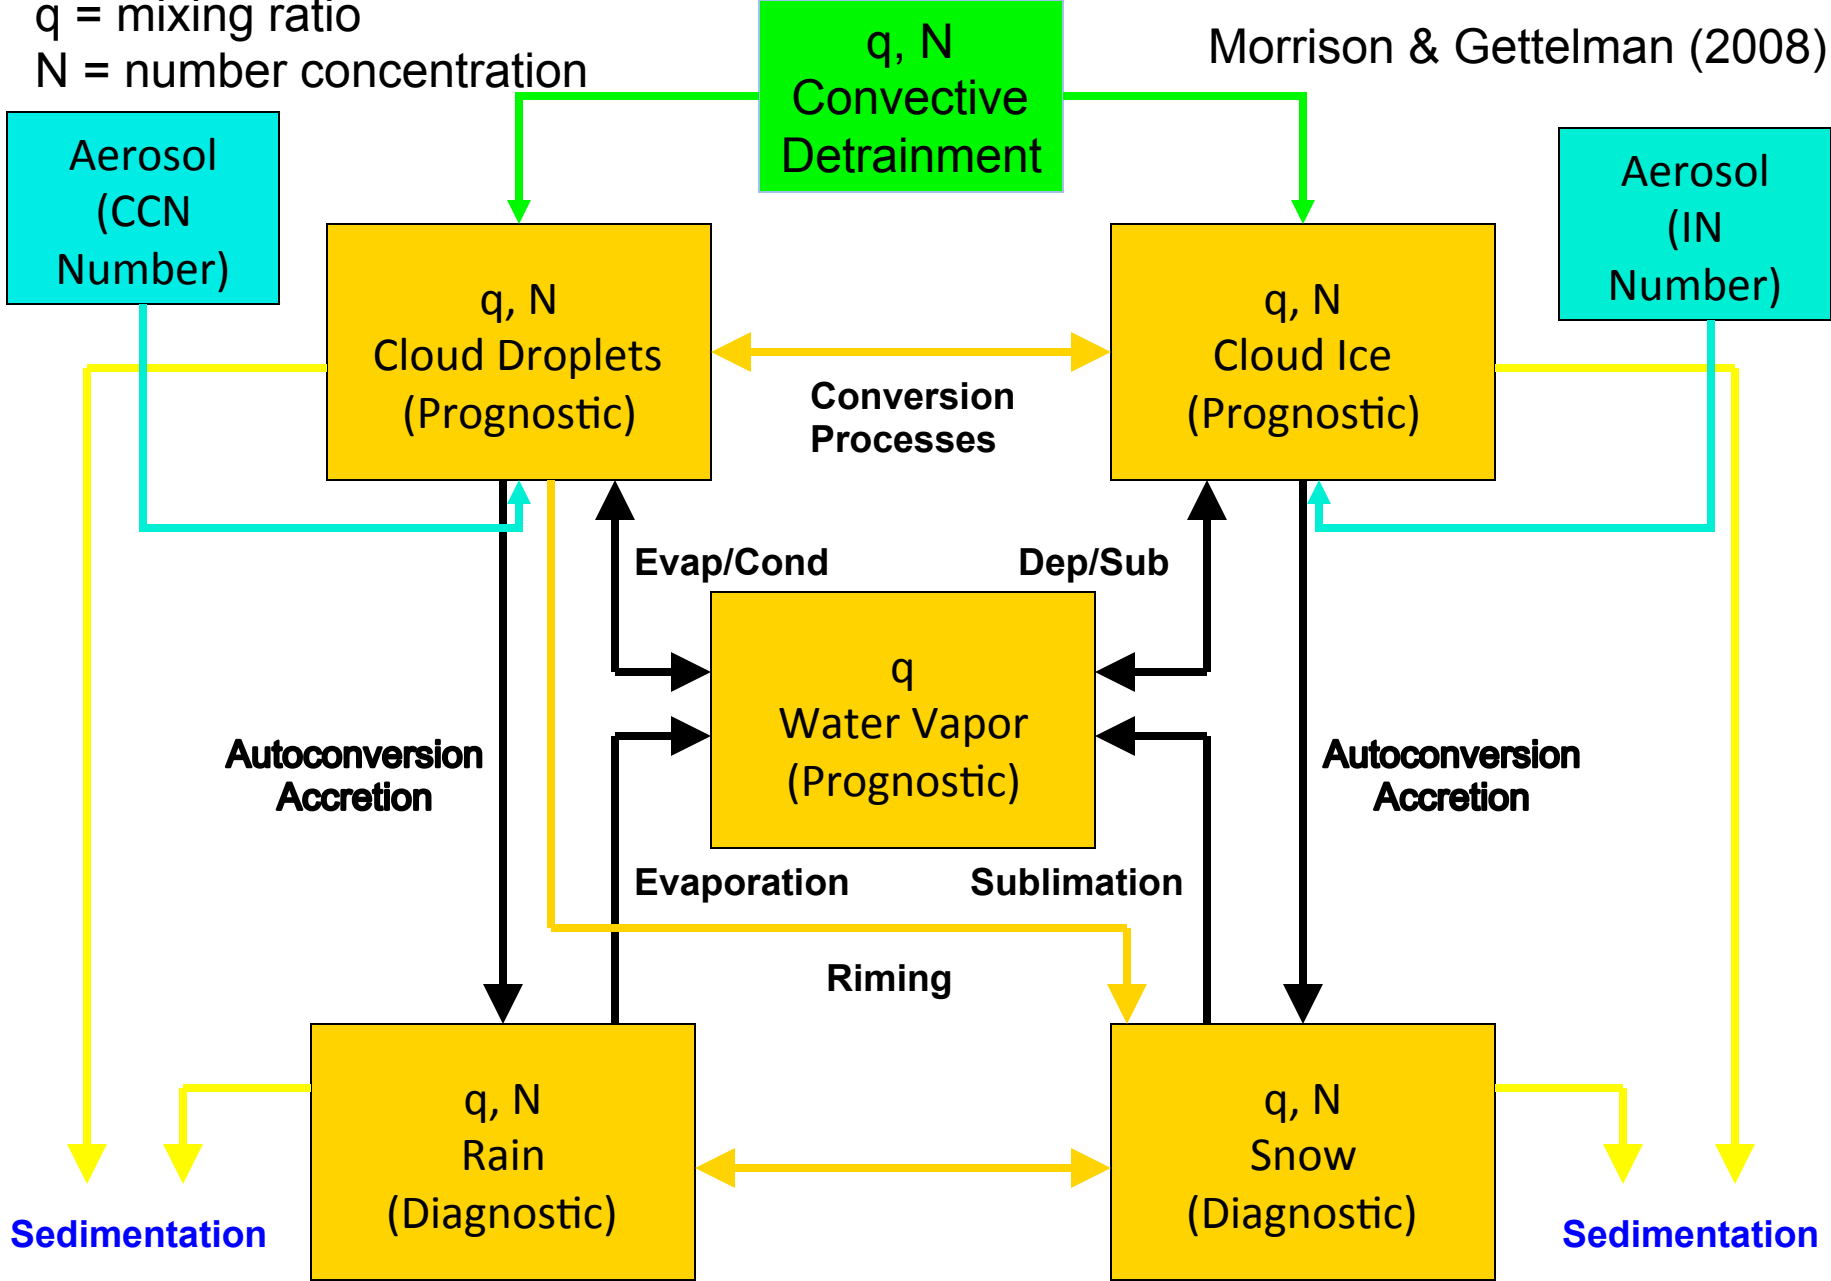 q = mixing ratio
N = number concentration
q, N
Convective
Detrainment
Morrison & Gettelman (2008)
Aerosol
(CCN
Number)
Aerosol
(IN
Number)
q, N
Cloud Droplets
(Prognostic)
Conversion
Processes
q, N
Cloud Ice
(Prognostic)
Evap/Cond
Dep/Sub
q
Water Vapor
(Prognostic)
Autoconversion
Accretion
Autoconversion
Accretion
Evaporation
Sublimation
Riming
q, N
Rain
(Diagnostic)
q, N
Snow
(Diagnostic)
Sedimentation
Sedimentation